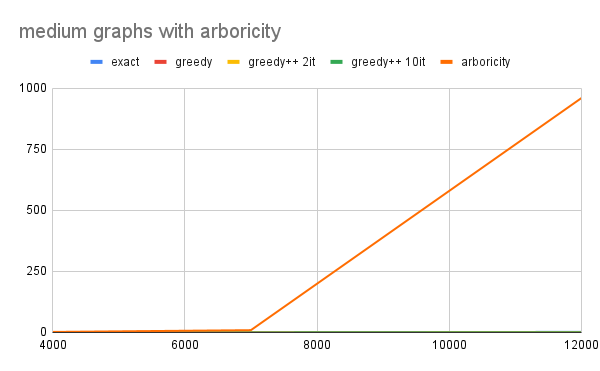 medium graphs with arboricity
exact greedy greedy++ 2it greedy++ 10it arboricity
1000
750
500
250
0
4000 6000 8000 10000 12000